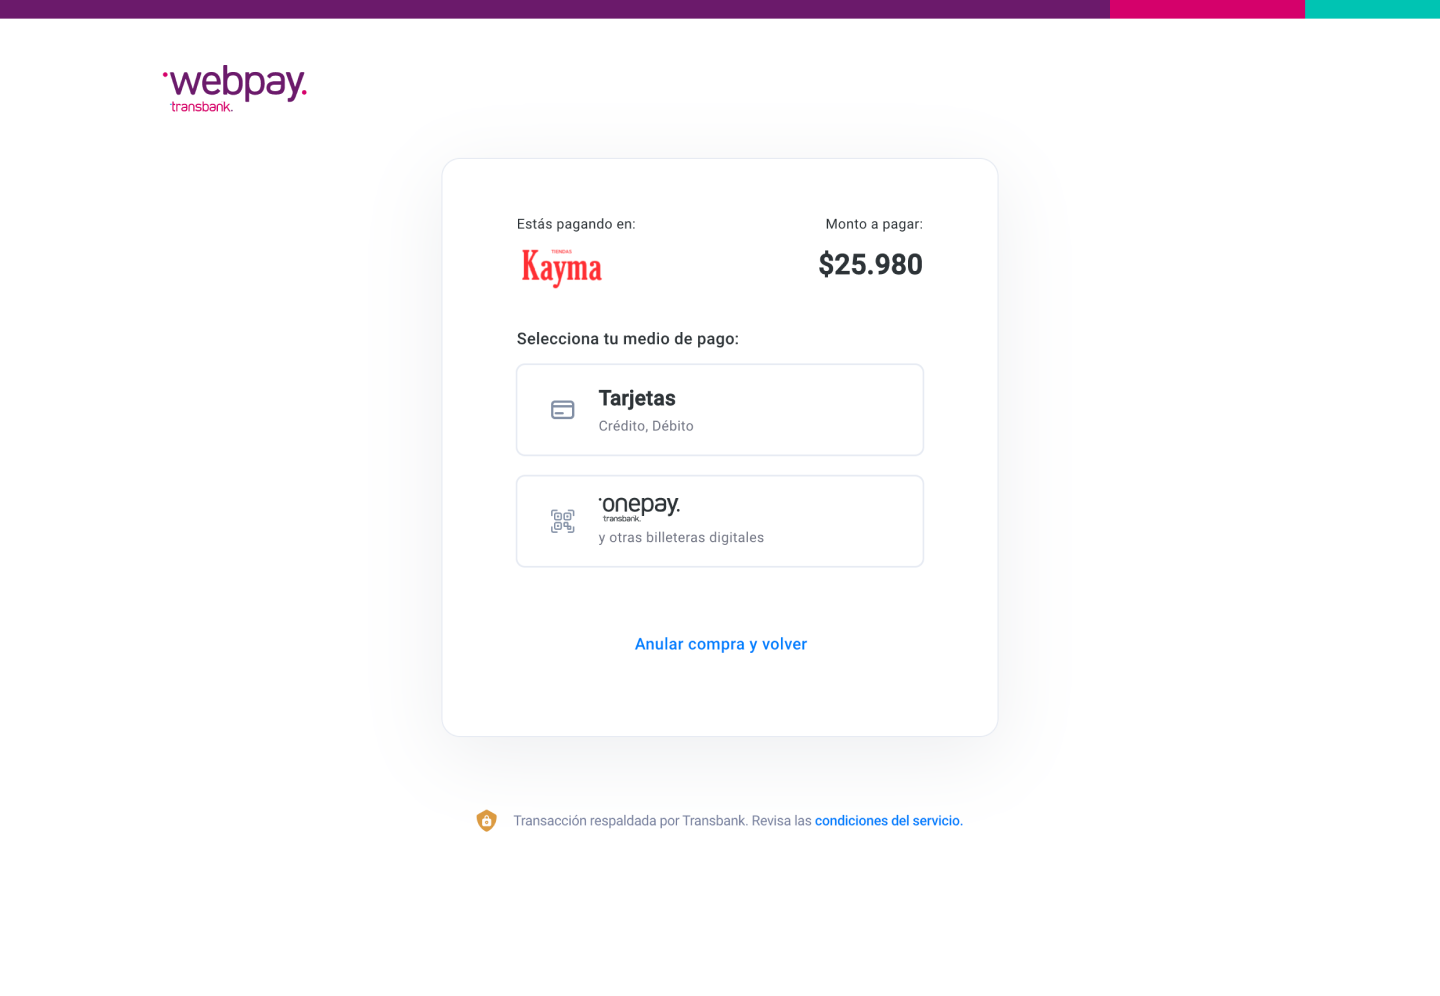 webpay.
transbank.
Estás pagando en:
Monto a pagar:
TIENDAS
Kayma
$25.980
Selecciona tu medio de pago:
Tarjetas
Crédito, Débito
onepay.
transbank.
y otras billeteras digitales
Anular compra y volver
Transacción respaldada por Transbank. Revisa las condiciones del servicio.